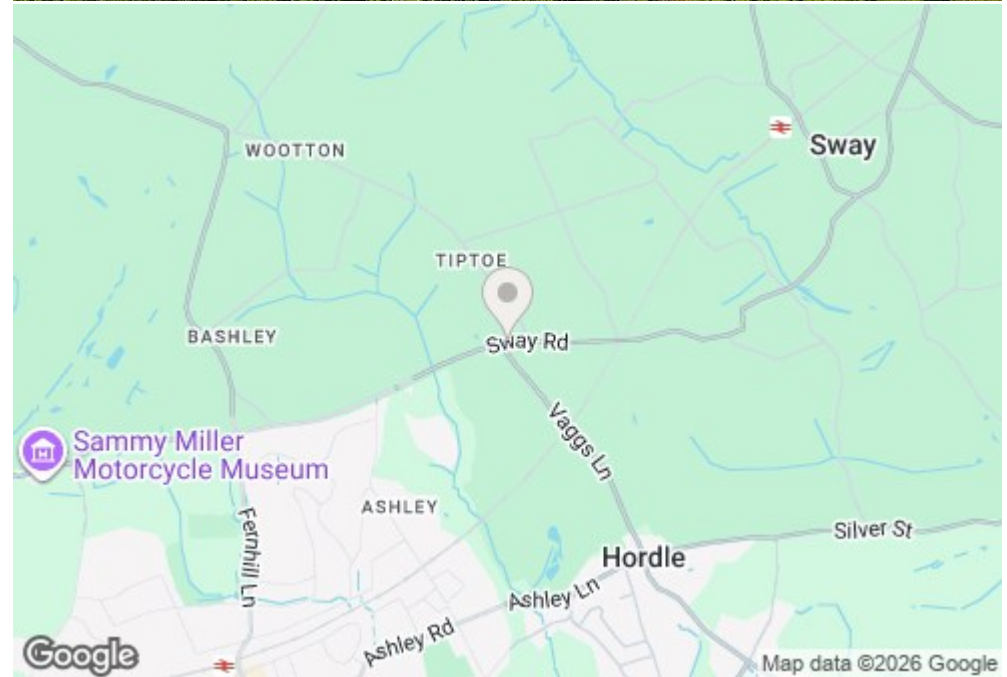 Sway
WOOTTON
TIPTOE
BASHLEY
Sway Rd
Vaggs Ln
Sammy Miller
Motorcycle Museum
ASHLEY
Fernhill Ln
Silver St
Hordle
Ashley Ln
Ashley Rd
Google
Map data ©2026 Google